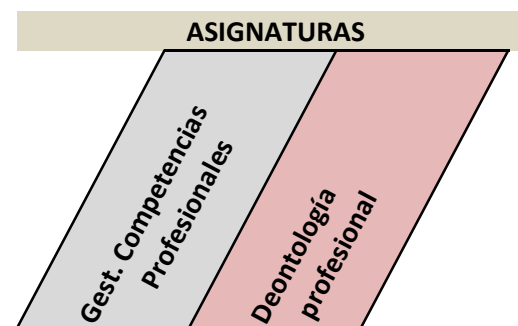 ASIGNATURAS
Gest. Competencias
Profesionales
Deontología
profesional